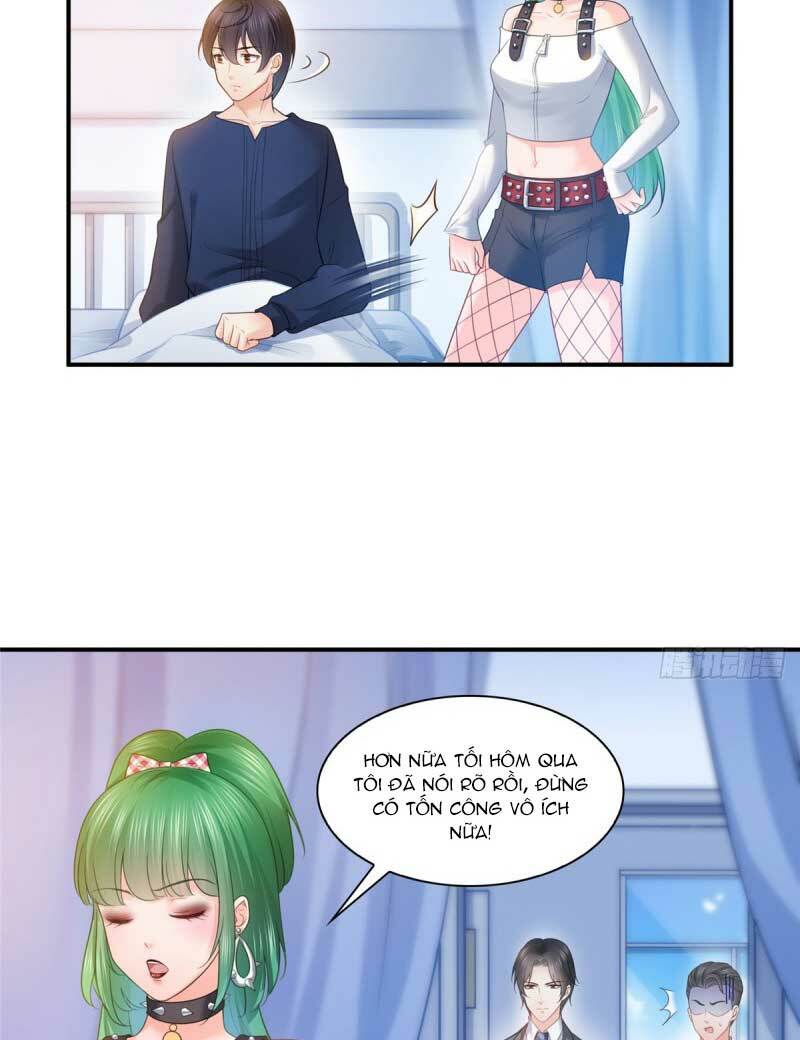 HƠN NỮA TỐI HÔM QUA
TÔI ĐÃ NÓI RÕ RỒI, ĐỪNG
CÓ TỐN CÔNG VÔ ÍCH
NỮA!